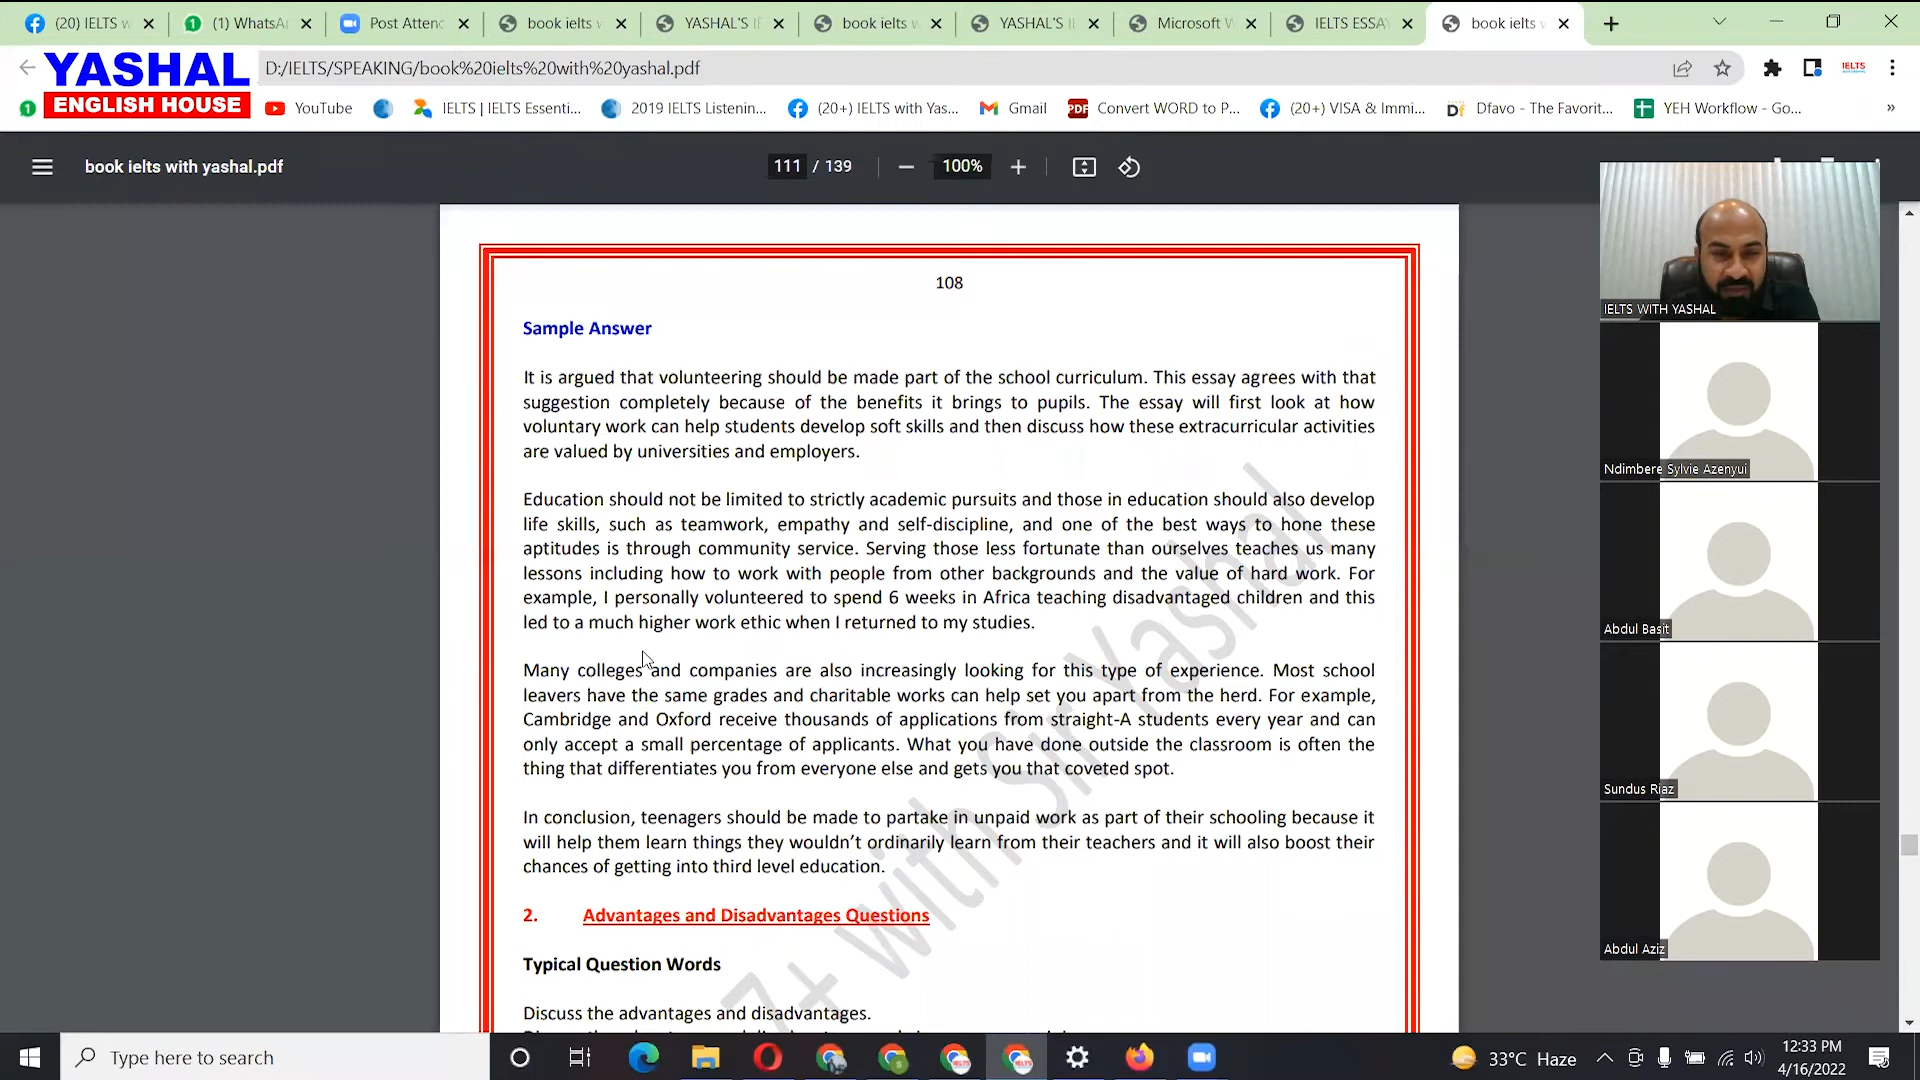 (20) IELTS w
(1) WhatsA
Post Attend
book ielts w
YASHAL'S IE
book ielts w
YASHAL'S IE
Microsoft W
IELTS ESSA
book ielts w
YASHAL
ENGLISH HOUSE
D:/IELTS/SPEAKING/book%20ielts%20with%20yashal.pdf
YouTube
IELTS | IELTS Essenti...
2019 IELTS Listenin...
(20+) IELTS with Yas...
Gmail
Convert WORD to P...
(20+) VISA & Immi...
Dfavo - The Favorit...
YEH Workflow - Go...
book ielts with yashal.pdf
111 / 139
100%
108
Sample Answer
It is argued that volunteering should be made part of the school curriculum. This essay agrees with that
suggestion completely because of the benefits it brings to pupils. The essay will first look at how
voluntary work can help students develop soft skills and then discuss how these extracurricular activities
are valued by universities and employers.
Education should not be limited to strictly academic pursuits and those in education should also develop
life skills, such as teamwork, empathy and self-discipline, and one of the best ways to hone these
aptitudes is through community service. Serving those less fortunate than ourselves teaches us many
lessons including how to work with people from other backgrounds and the value of hard work. For
example, I personally volunteered to spend 6 weeks in Africa teaching disadvantaged children and this
led to a much higher work ethic when I returned to my studies.
Many colleges and companies are also increasingly looking for this type of experience. Most school
leavers have the same grades and charitable works can help set you apart from the herd. For example,
Cambridge and Oxford receive thousands of applications from straight-A students every year and can
only accept a small percentage of applicants. What you have done outside the classroom is often the
thing that differentiates you from everyone else and gets you that coveted spot.
In conclusion, teenagers should be made to partake in unpaid work as part of their schooling because it
will help them learn things they wouldn't ordinarily learn from their teachers and it will also boost their
chances of getting into third level education.
2. Advantages and Disadvantages Questions
Typical Question Words
Discuss the advantages and disadvantages.
7+ with Sir Yashal
IELTS WITH YASHAL
Ndimbere Sylvie Azenyui
Abdul Basit
Sundus Riaz
Abdul Aziz
Type here to search
33°C Haze
12:33 PM
4/16/2022